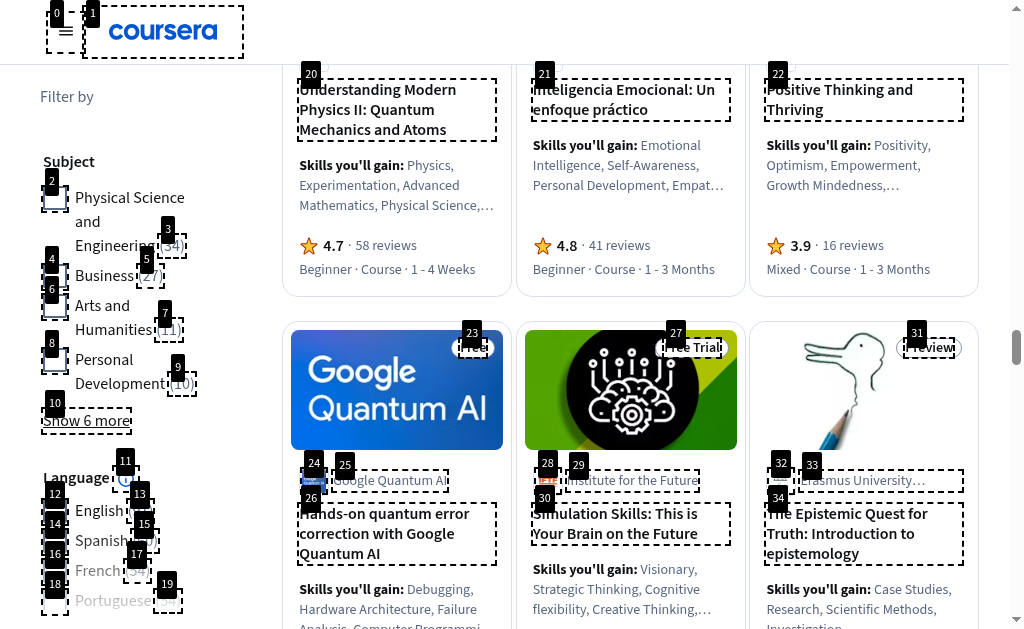 coursera
Filter by
Subject
Physical Science and Engineering (34)
Business (27)
Arts and Humanities (11)
Personal Development (10)
Show 6 more
Language
English
Spanish
French (54)
Portuguese
Understanding Modern Physics II: Quantum Mechanics and Atoms
Skills you'll gain: Physics, Experimentation, Advanced Mathematics, Physical Science,…
4.7 · 58 reviews
Beginner · Course · 1 - 4 Weeks
Inteligencia Emocional: Un enfoque práctico
Skills you'll gain: Emotional Intelligence, Self-Awareness, Personal Development, Empat…
4.8 · 41 reviews
Beginner · Course · 1 - 3 Months
Positive Thinking and Thriving
Skills you'll gain: Positivity, Optimism, Empowerment, Growth Mindedness,…
3.9 · 16 reviews
Mixed · Course · 1 - 3 Months
Free
Google Quantum AI
Google Quantum AI
Hands-on quantum error correction with Google Quantum AI
Skills you'll gain: Debugging, Hardware Architecture, Failure Analysis, Computer Programmi…
Free Trial
Institute for the Future
Simulation Skills: This is Your Brain on the Future
Skills you'll gain: Visionary, Strategic Thinking, Cognitive flexibility, Creative Thinking,…
Preview
Erasmus University…
The Epistemic Quest for Truth: Introduction to epistemology
Skills you'll gain: Case Studies, Research, Scientific Methods, Investigation
0
1
2
3
4
5
6
7
8
9
10
11
12
13
14
15
16
17
18
19
20
21
22
23
24
25
26
27
28
29
30
31
32
33
34